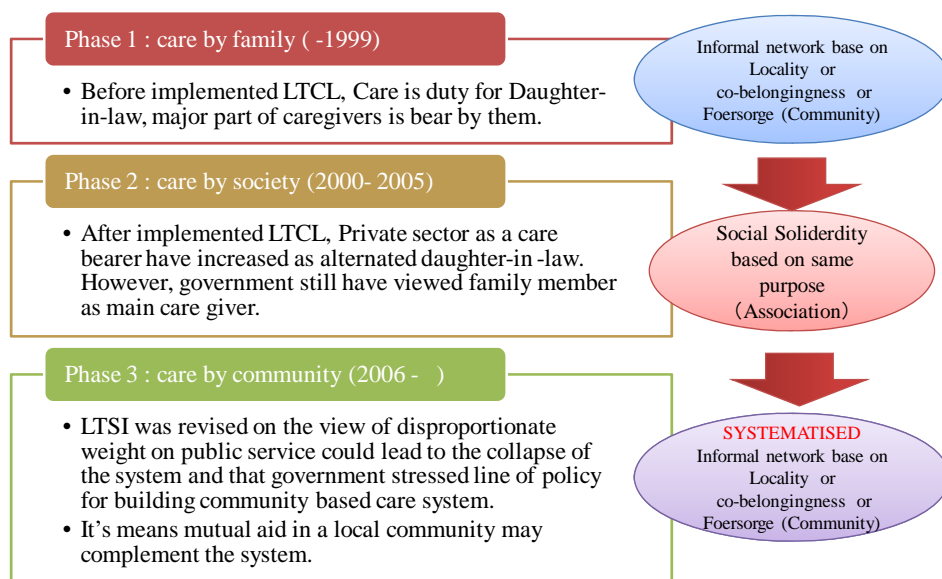 Phase 1 : care by family ( -1999)
• Before implemented LTCL, Care is duty for Daughter-
in-law, major part of caregivers is bear by them.
Informal network base on
Locality or
co-belongingness or
Foersorge (Community)
Phase 2 : care by society (2000- 2005)
• After implemented LTCL, Private sector as a care
bearer have increased as alternated daughter-in -law.
However, government still have viewed family member
as main care giver.
Social Soliderdity
based on same
purpose
（Association）
Phase 3 : care by community (2006 - )
• LTSI was revised on the view of disproportionate
weight on public service could lead to the collapse of
the system and that government stressed line of policy
for building community based care system.
• It's means mutual aid in a local community may
complement the system.
SYSTEMATISED
Informal network base on
Locality or
co-belongingness or
Foersorge (Community)